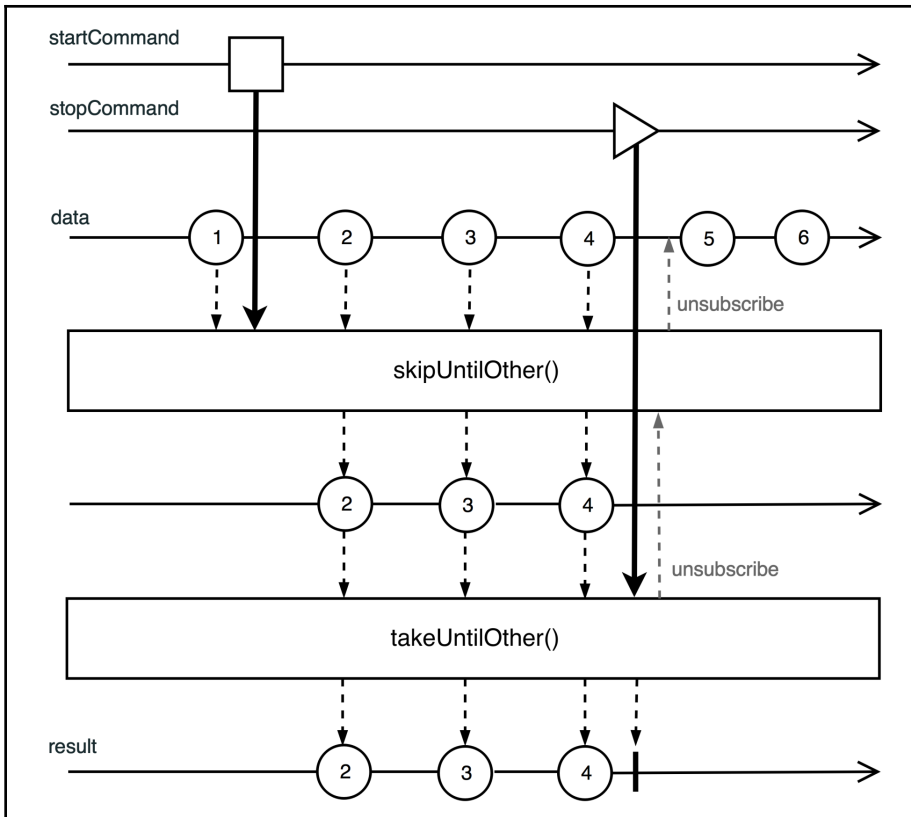 startCommand
stopCommand
data
1 2 3 4 5 6
unsubscribe
skipUntilOther()
2 3 4
unsubscribe
takeUntilOther()
result
2 3 4